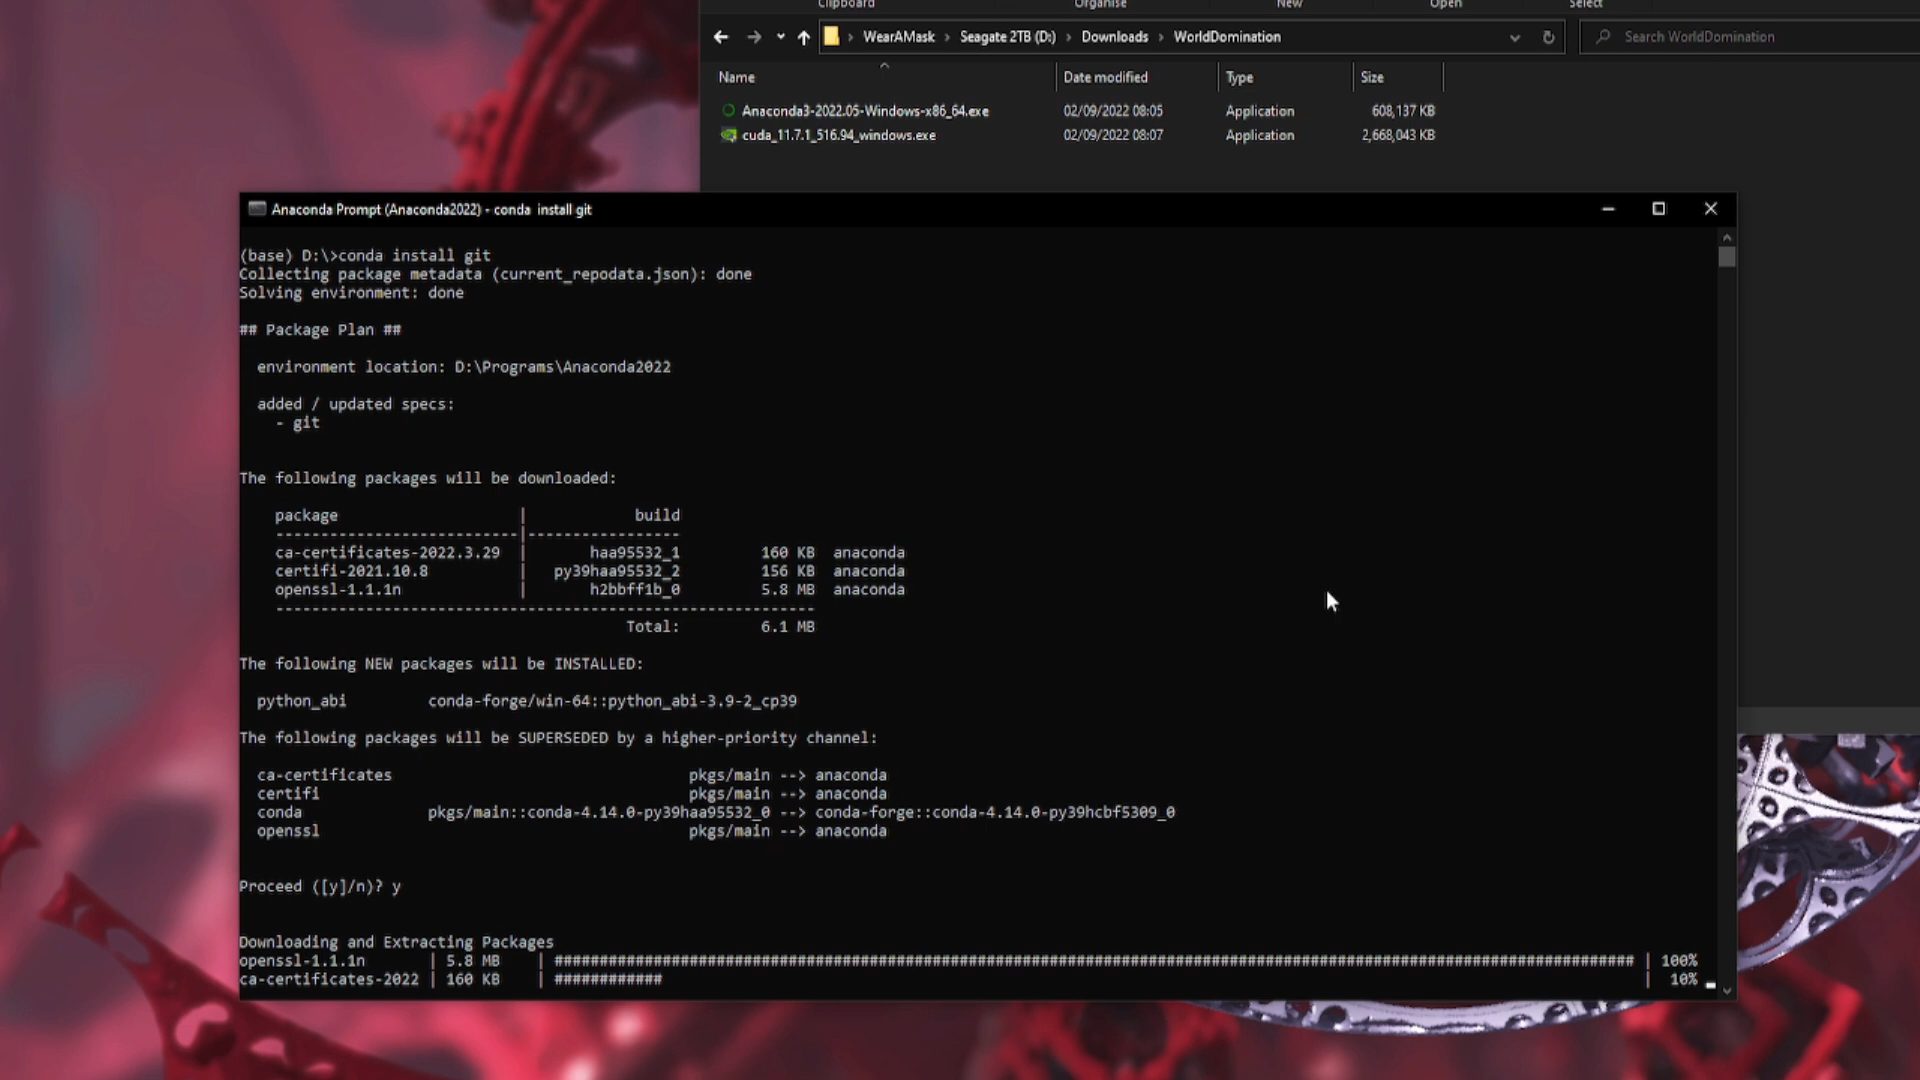 Clipboard Organise New Open Select
WearAMask Seagate 2TB (D:) Downloads WorldDomination Search WorldDomination
Name Date modified Type Size
Anaconda3-2022.05-Windows-x86_64.exe 02/09/2022 08:05 Application 608,137 KB
cuda_11.7.1_516.94_windows.exe 02/09/2022 08:07 Application 2,668,043 KB
Anaconda Prompt (Anaconda2022) - conda install git
(base) D:\>conda install git
Collecting package metadata (current_repodata.json): done
Solving environment: done
## Package Plan ##
environment location: D:\Programs\Anaconda2022
added / updated specs:
- git
The following packages will be downloaded:
package | build
---------------------------|-----------------
ca-certificates-2022.3.29 | haa95532_1 160 KB anaconda
certifi-2021.10.8 | py39haa95532_2 156 KB anaconda
openssl-1.1.1n | h2bbff1b_0 5.8 MB anaconda
------------------------------------------------------------
Total: 6.1 MB
The following NEW packages will be INSTALLED:
python_abi conda-forge/win-64::python_abi-3.9-2_cp39
The following packages will be SUPERSEDED by a higher-priority channel:
ca-certificates pkgs/main --> anaconda
certifi pkgs/main --> anaconda
conda pkgs/main::conda-4.14.0-py39haa95532_0 --> conda-forge::conda-4.14.0-py39hcbf5309_0
openssl pkgs/main --> anaconda
Proceed ([y]/n)? y
Downloading and Extracting Packages
openssl-1.1.1n | 5.8 MB | ######################################################################################################################## | 100%
ca-certificates-2022 | 160 KB | ############ | 10%